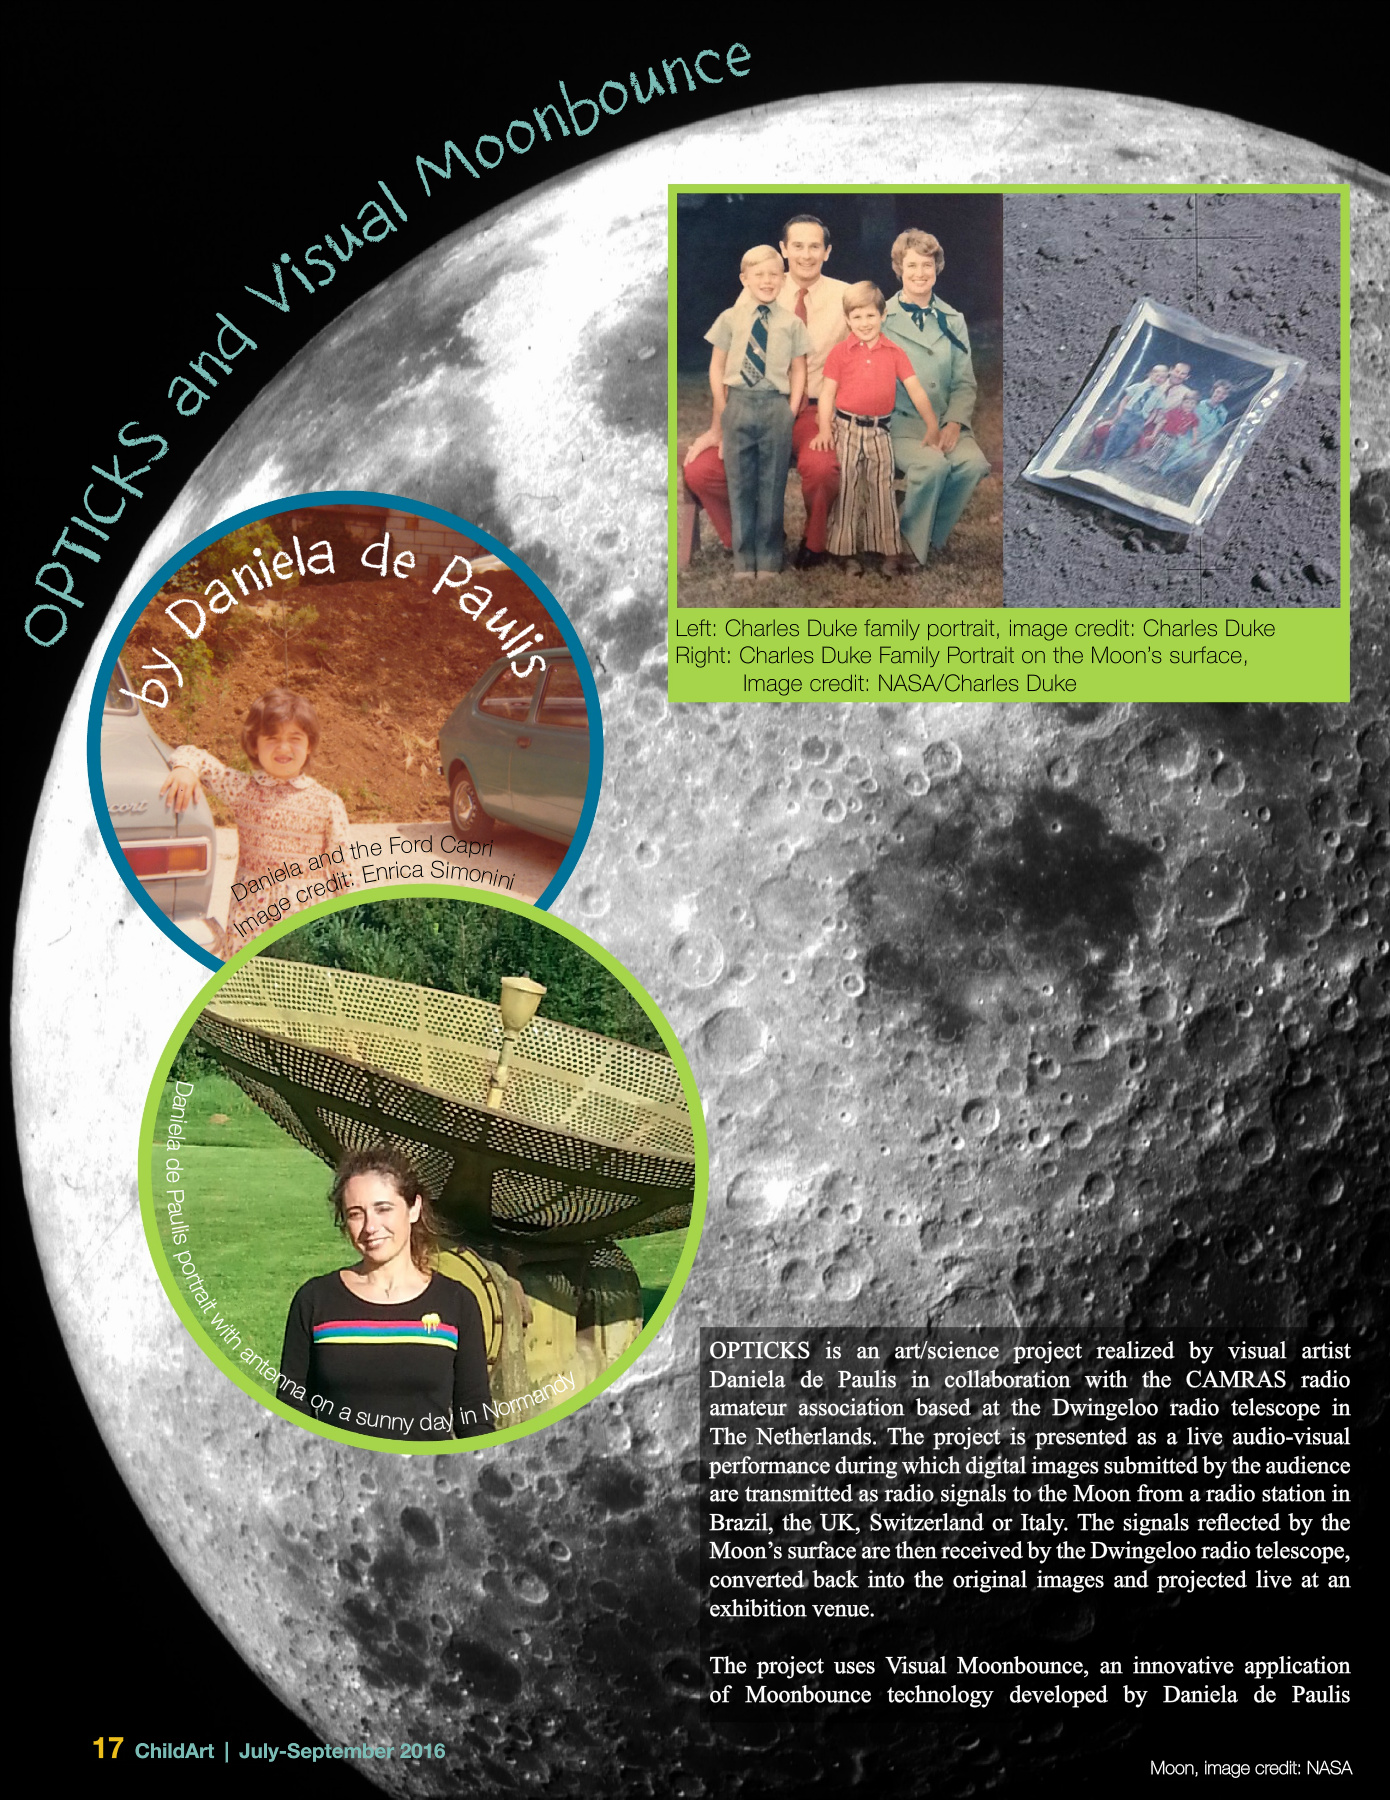 OPTICKS and Visual Moonbounce
by Daniela de Paulis
Left: Charles Duke family portrait, image credit: Charles Duke
Right: Charles Duke Family Portrait on the Moon's surface,
Image credit: NASA/Charles Duke
cort
Daniela and the Ford Capri
Image credit: Enrica Simonini
Daniela de Paulis portrait with antenna on a sunny day in Normandy
OPTICKS is an art/science project realized by visual artist
Daniela de Paulis in collaboration with the CAMRAS radio
amateur association based at the Dwingeloo radio telescope in
The Netherlands. The project is presented as a live audio-visual
performance during which digital images submitted by the audience
are transmitted as radio signals to the Moon from a radio station in
Brazil, the UK, Switzerland or Italy. The signals reflected by the
Moon's surface are then received by the Dwingeloo radio telescope,
converted back into the original images and projected live at an
exhibition venue.
The project uses Visual Moonbounce, an innovative application
of Moonbounce technology developed by Daniela de Paulis
17 ChildArt | July-September 2016
Moon, image credit: NASA